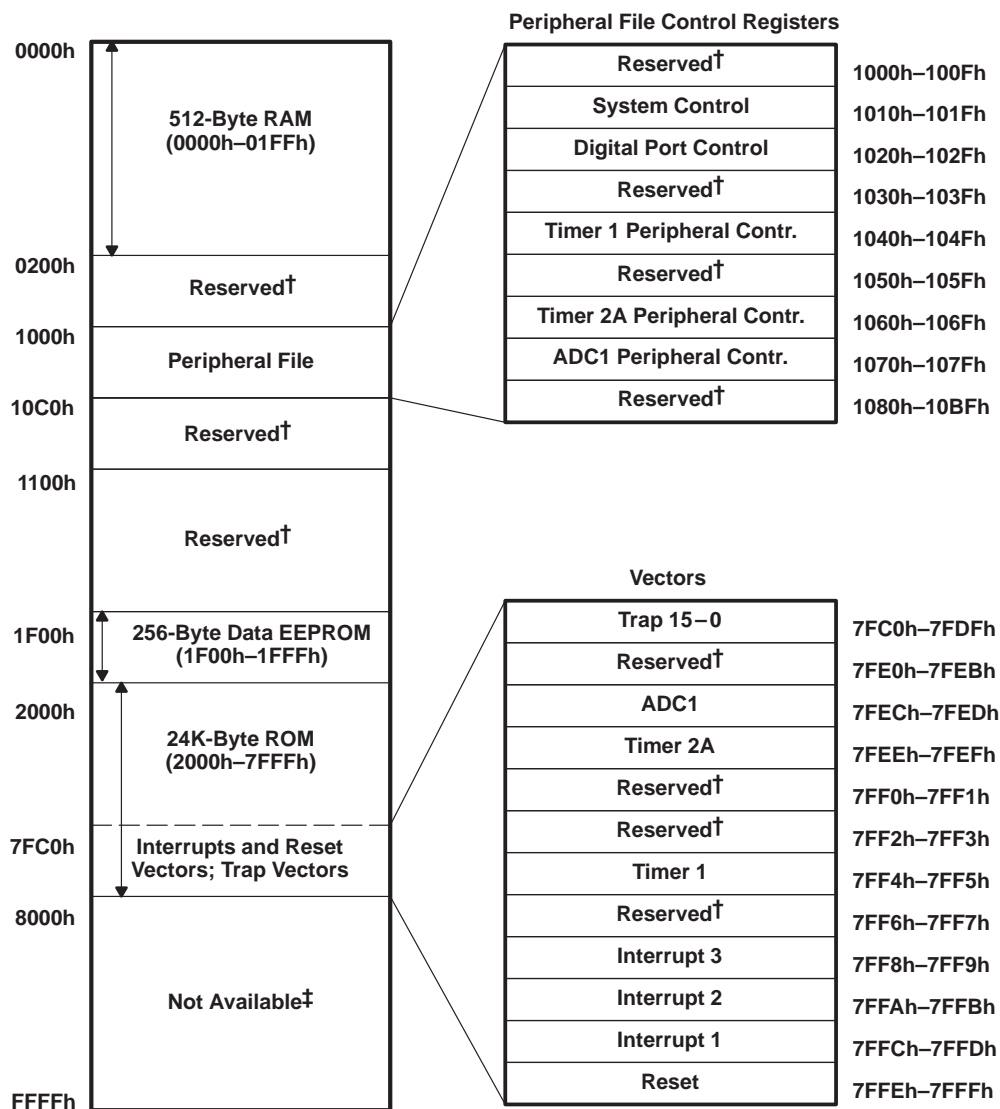 Peripheral File Control Registers
0000h
512-Byte RAM
(0000h–01FFh)
0200h
Reserved†
1000h
Peripheral File
10C0h
Reserved†
1100h
Reserved†
1F00h
256-Byte Data EEPROM
(1F00h–1FFFh)
2000h
24K-Byte ROM
(2000h–7FFFh)
7FC0h
Interrupts and Reset
Vectors; Trap Vectors
8000h
Not Available‡
FFFFh
Reserved† 1000h–100Fh
System Control 1010h–101Fh
Digital Port Control 1020h–102Fh
Reserved† 1030h–103Fh
Timer 1 Peripheral Contr. 1040h–104Fh
Reserved† 1050h–105Fh
Timer 2A Peripheral Contr. 1060h–106Fh
ADC1 Peripheral Contr. 1070h–107Fh
Reserved† 1080h–10BFh
Vectors
Trap 15–0 7FC0h–7FDFh
Reserved† 7FE0h–7FEBh
ADC1 7FECh–7FEDh
Timer 2A 7FEEh–7FEFh
Reserved† 7FF0h–7FF1h
Reserved† 7FF2h–7FF3h
Timer 1 7FF4h–7FF5h
Reserved† 7FF6h–7FF7h
Interrupt 3 7FF8h–7FF9h
Interrupt 2 7FFAh–7FFBh
Interrupt 1 7FFCh–7FFDh
Reset 7FFEh–7FFFh